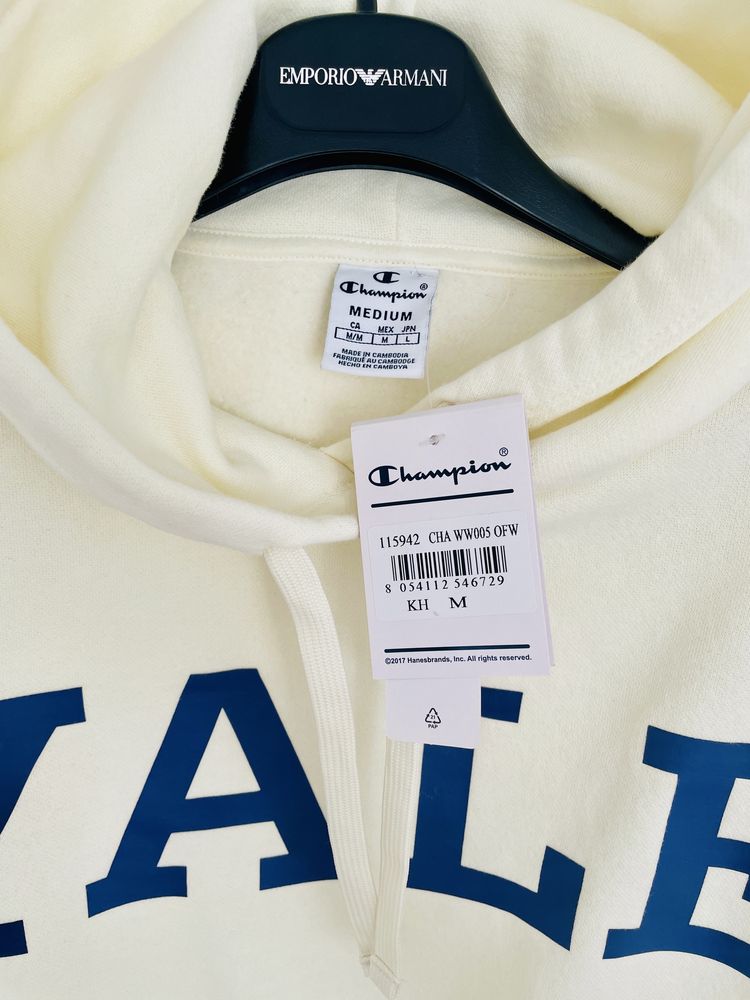 EMPORIO ARMANI
Champion®
MEDIUM
CA MEX JPN
M/M M L
MADE IN CAMBODIA
FABRIQUÉ AU CAMBODGE
HECHO EN CAMBOYA
Champion®
115942 CHA WW005 OFW
8 054112 546729
KH M
©2017 Hanesbrands, Inc. All rights reserved.
21
PAP
YALE